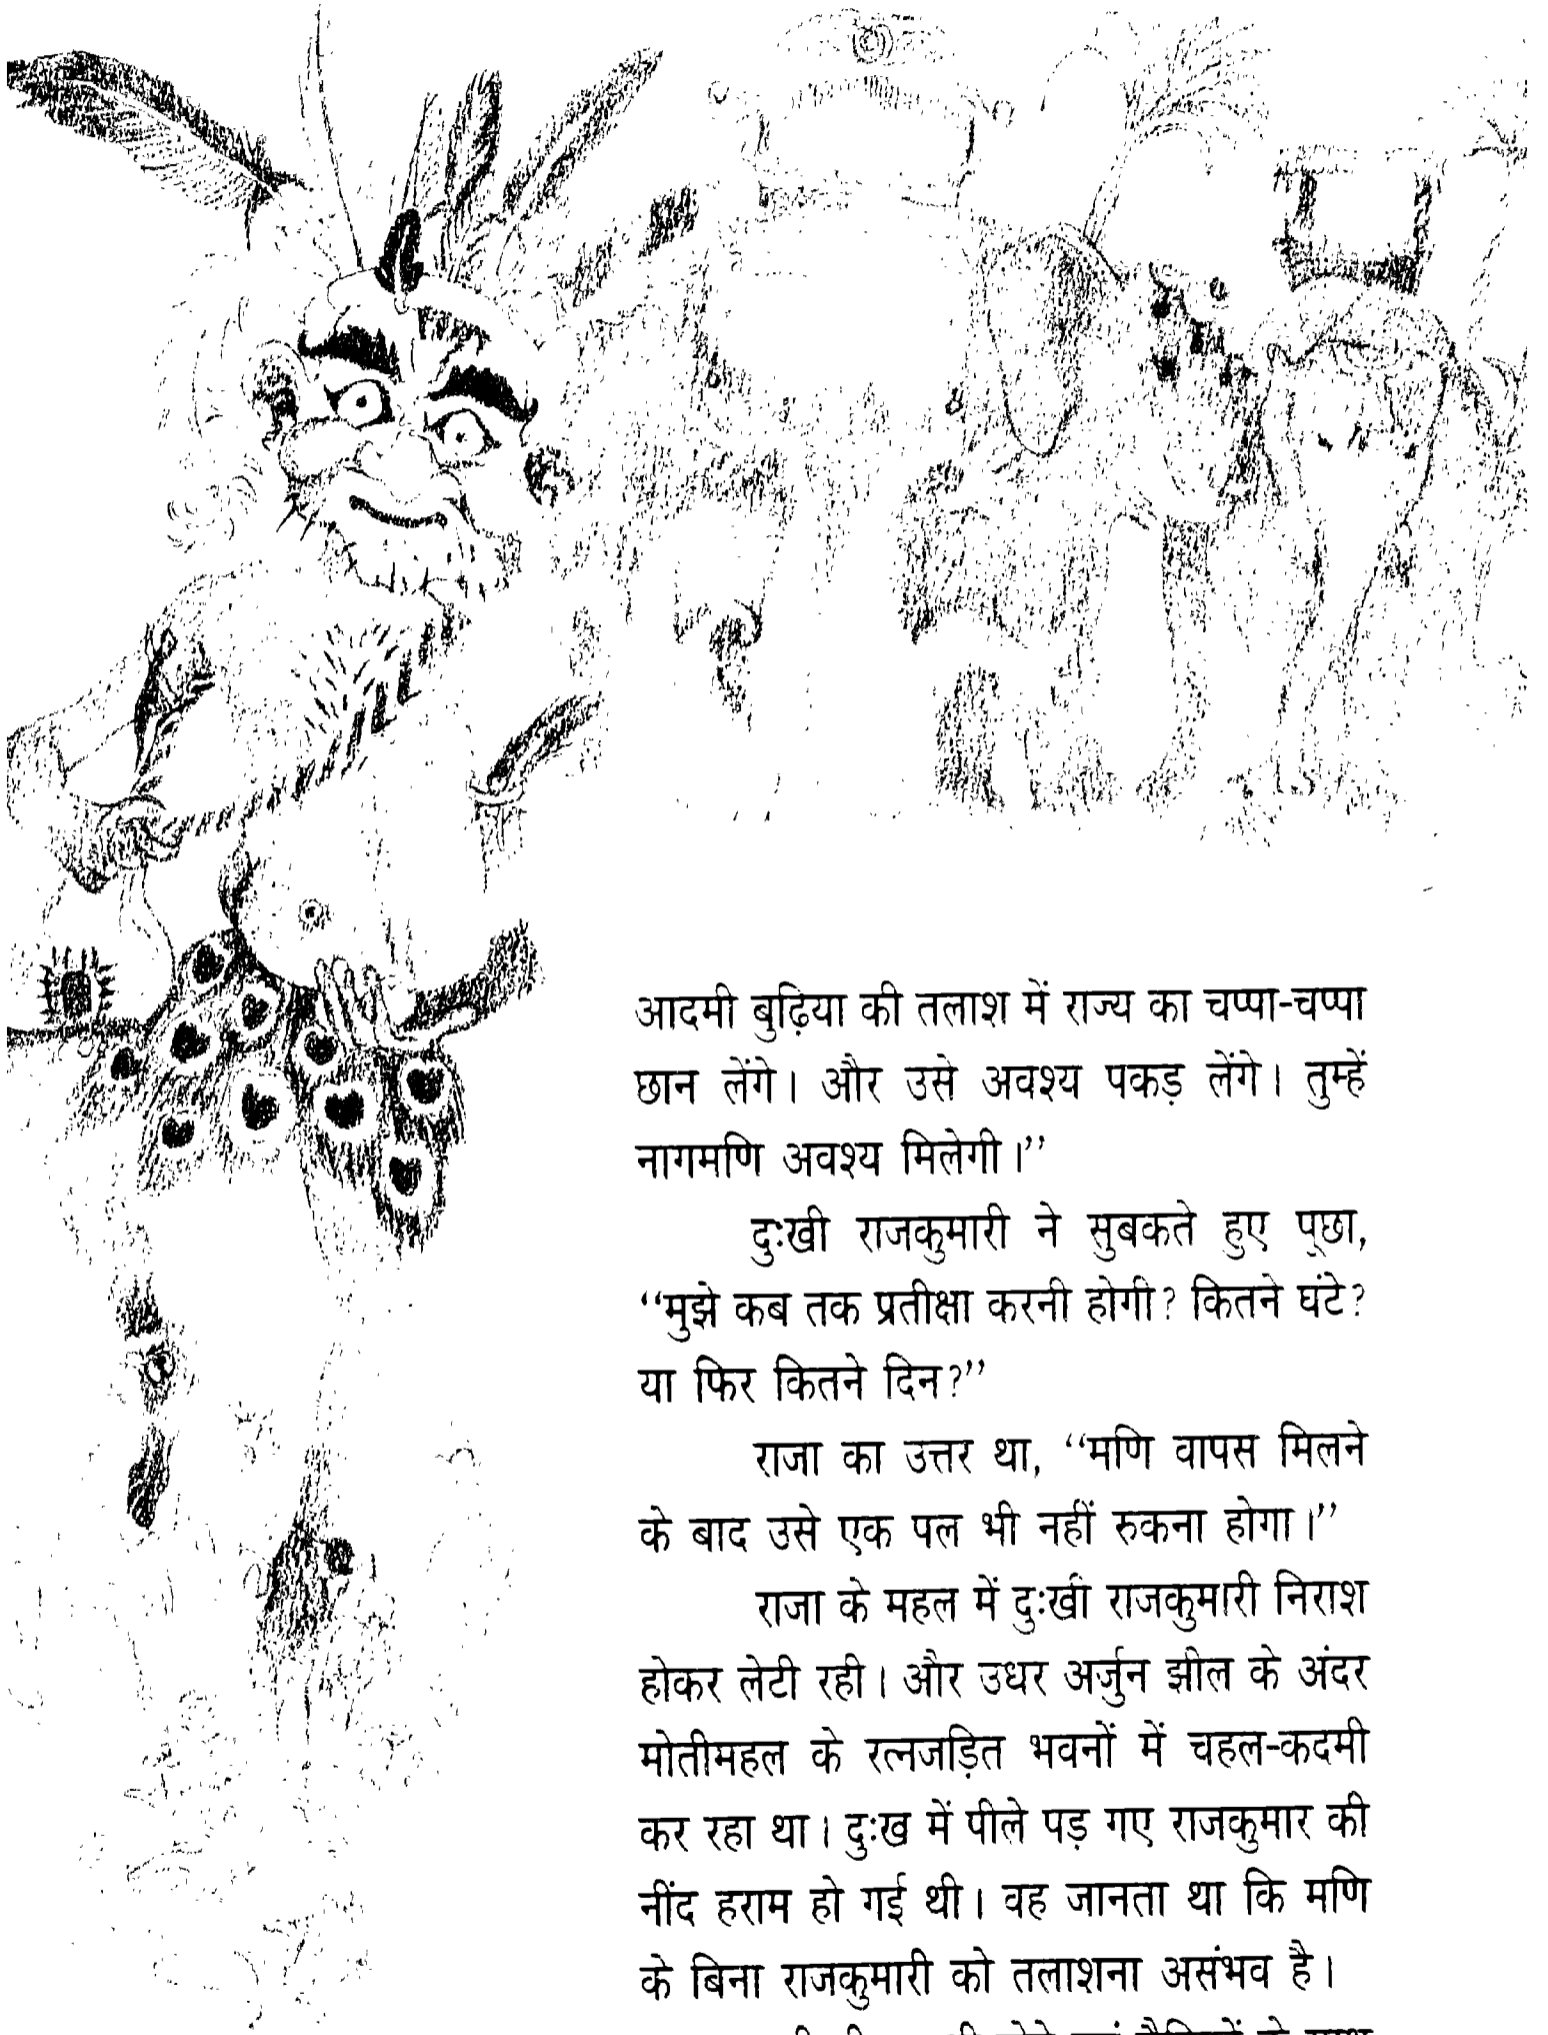 आदमी बुढ़िया की तलाश में राज्य का चप्पा-चप्पा
छान लेंगे। और उसे अवश्य पकड़ लेंगे। तुम्हें
नागमणि अवश्य मिलेगी।’’
दुःखी राजकुमारी ने सुबकते हुए पूछा,
‘‘मुझे कब तक प्रतीक्षा करनी होगी? कितने घंटे?
या फिर कितने दिन?’’
राजा का उत्तर था, ‘‘मणि वापस मिलने
के बाद उसे एक पल भी नहीं रुकना होगा।’’
राजा के महल में दुःखी राजकुमारी निराश
होकर लेटी रही। और उधर अर्जुन झील के अंदर
मोतीमहल के रत्नजड़ित भवनों में चहल-कदमी
कर रहा था। दुःख में पीले पड़ गए राजकुमार की
नींद हराम हो गई थी। वह जानता था कि मणि
के बिना राजकुमारी को तलाशना असंभव है।